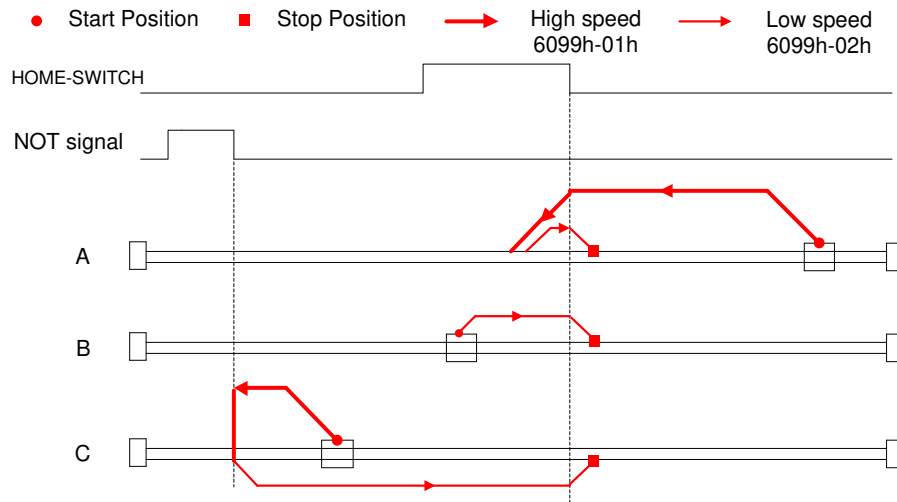 Start Position Stop Position High speed Low speed
6099h-01h 6099h-02h
HOME-SWITCH
NOT signal
A
B
C